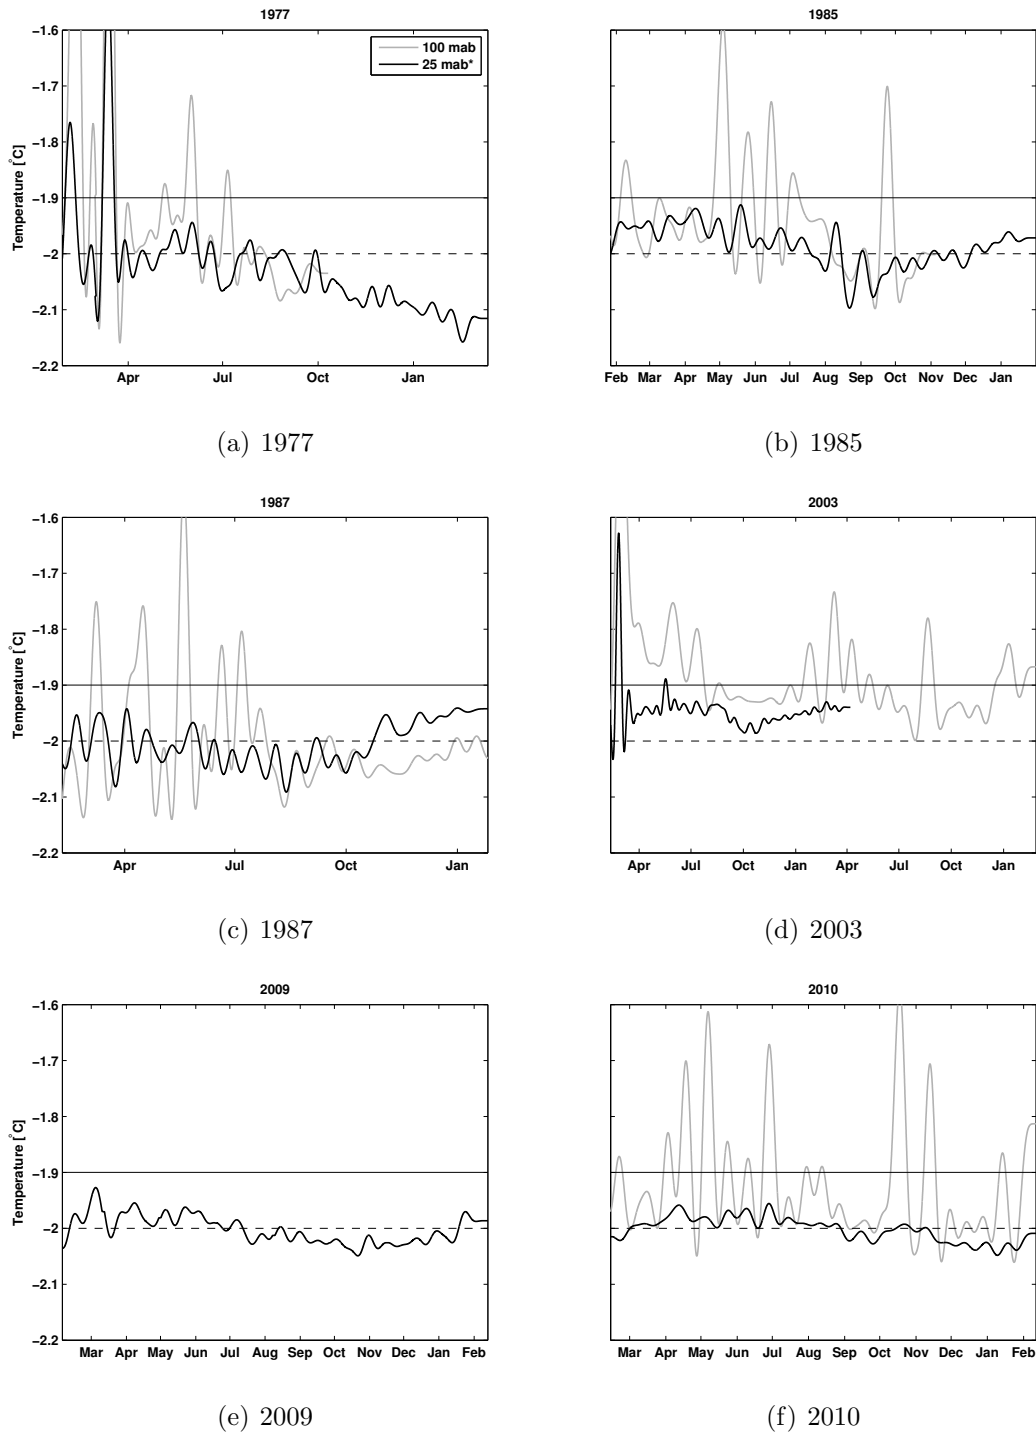 1977
−1.6
−1.7
−1.8
−1.9
−2
−2.1
−2.2
Temperature [°C]
100 mab
25 mab*
Apr Jul Oct Jan
(a) 1977
1985
Feb Mar Apr May Jun Jul Aug Sep Oct Nov Dec Jan
(b) 1985
1987
−1.6
−1.7
−1.8
−1.9
−2
−2.1
−2.2
Temperature [°C]
Apr Jul Oct Jan
(c) 1987
2003
Apr Jul Oct Jan Apr Jul Oct Jan
(d) 2003
2009
−1.6
−1.7
−1.8
−1.9
−2
−2.1
−2.2
Temperature [°C]
Mar Apr May Jun Jul Aug Sep Oct Nov Dec Jan Feb
(e) 2009
2010
Mar Apr May Jun Jul Aug Sep Oct Nov Dec Jan Feb
(f) 2010